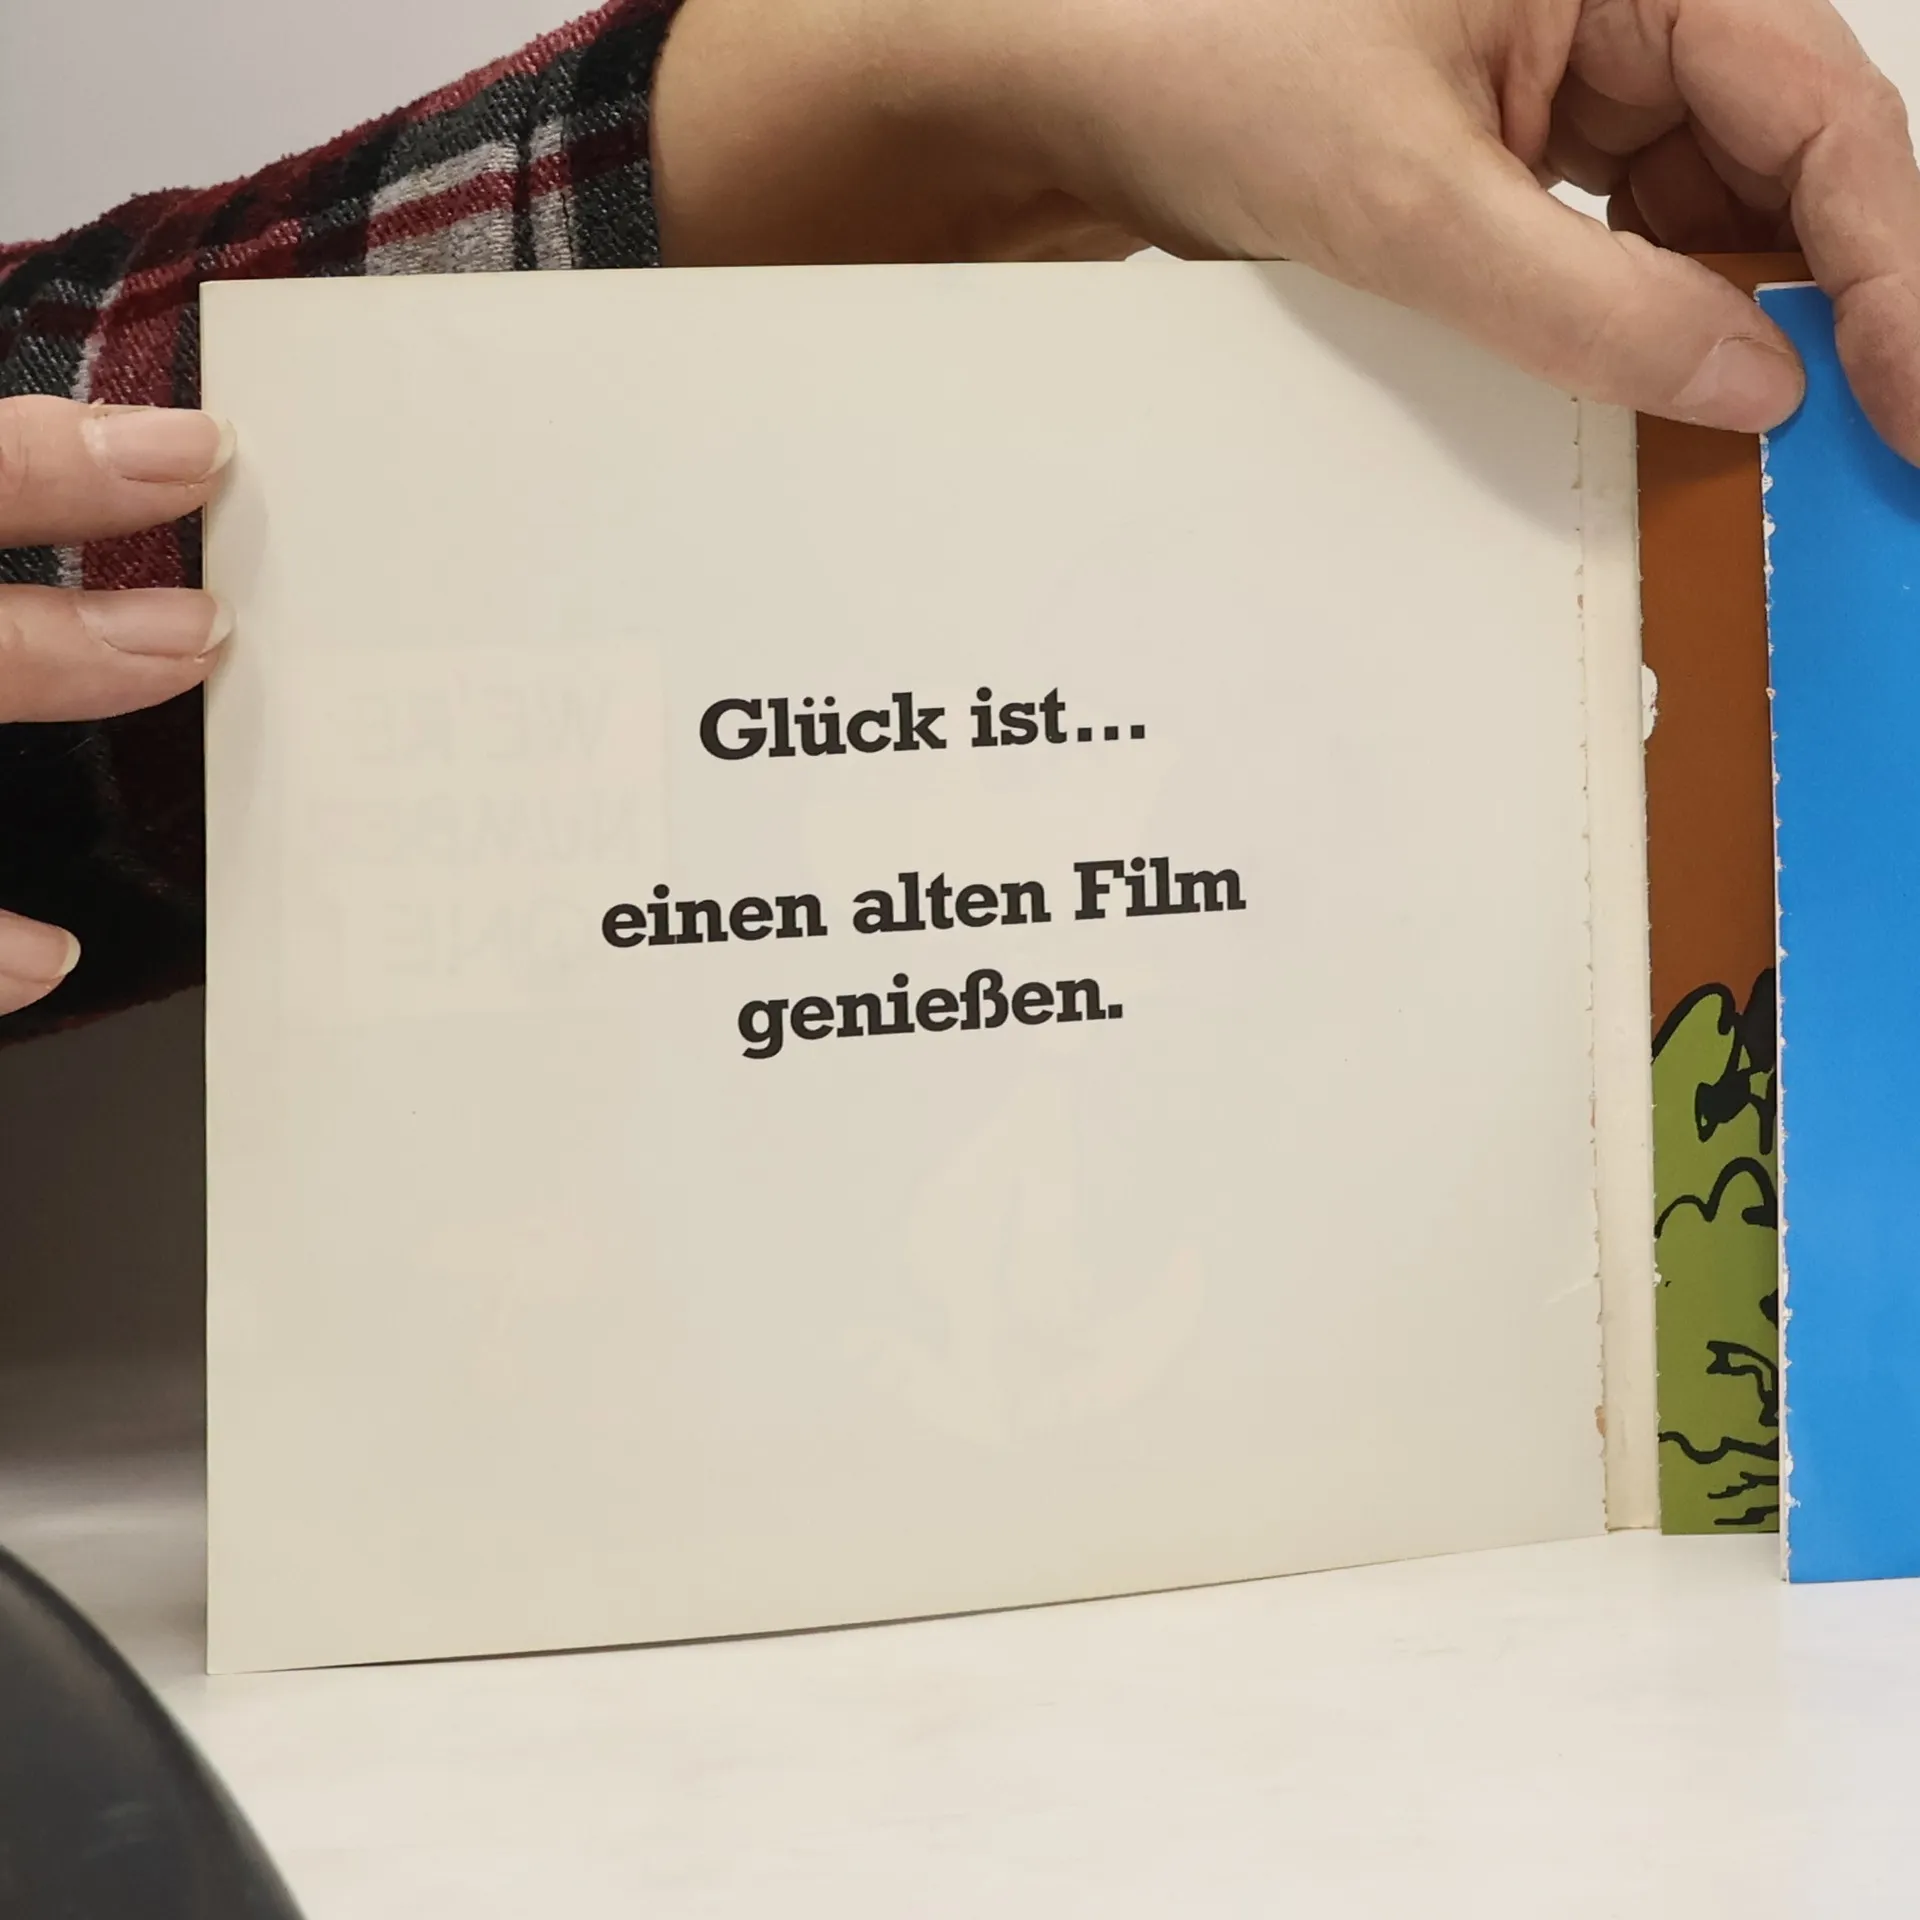 Glück ist...
einen alten Film
genießen.